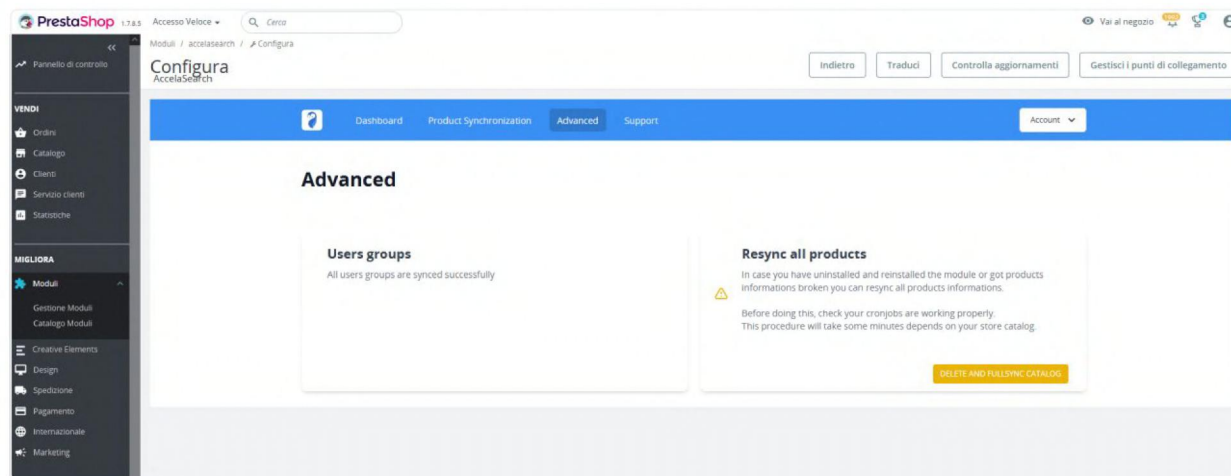 PrestaShop 1.7.8.5 Accesso Veloce Cerca Vai al negozio
Moduli / accelasearch / Configura
Configura
AccelaSearch
Indietro Traduci Controlla aggiornamenti Gestisci i punti di collegamento
Pannello di controllo
VENDI
Ordini
Catalogo
Clienti
Servizio clienti
Statistiche
MIGLIORA
Moduli
Gestione Moduli
Catalogo Moduli
Creative Elements
Design
Spedizione
Pagamento
Internazionale
Marketing
Dashboard Product Synchronization Advanced Support Account
Advanced
Users groups
All users groups are synced successfully
Resync all products
In case you have uninstalled and reinstalled the module or got products
informations broken you can resync all products informations.
Before doing this, check your cronjobs are working properly.
This procedure will take some minutes depends on your store catalog.
DELETE AND FULLSYNC CATALOG